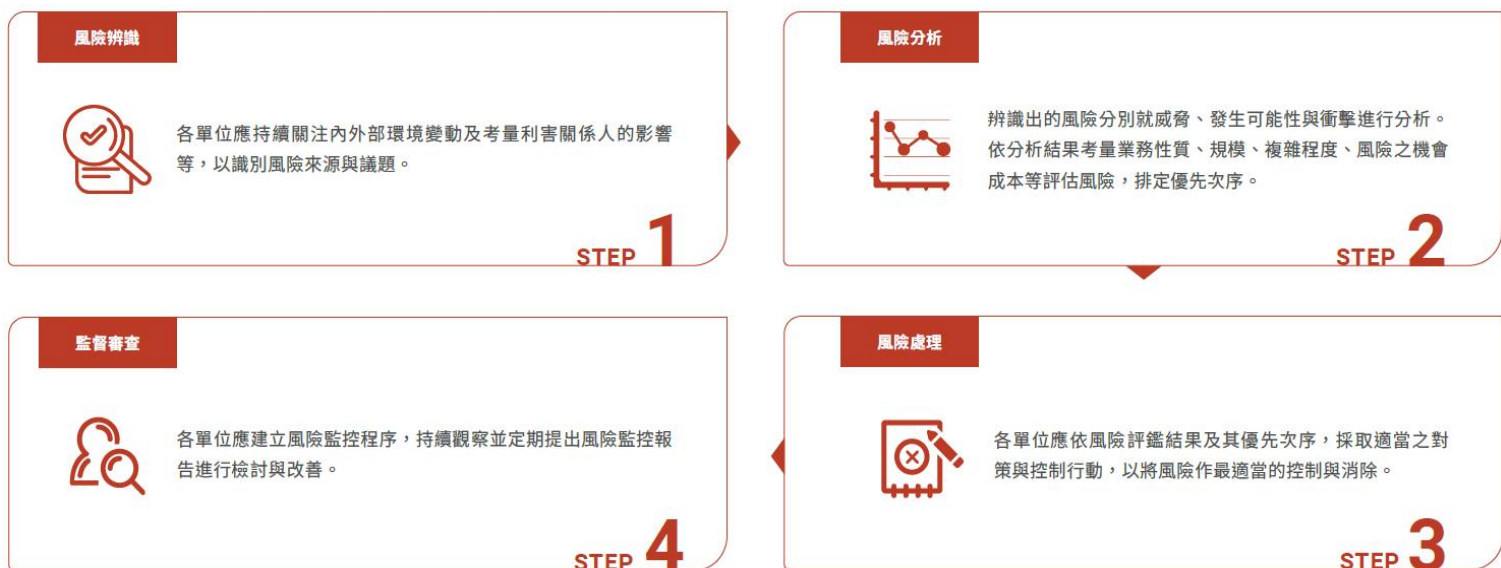 風險辨識
各單位應持續關注內外部環境變動及考量利害關係人的影響
等，以識別風險來源與議題。
STEP 1
風險分析
辨識出的風險分別就威脅、發生可能性與衝擊進行分析。
依分析結果考量業務性質、規模、複雜程度、風險之機會
成本等評估風險，排定優先次序。
STEP 2
風險處理
各單位應依風險評鑑結果及其優先次序，採取適當之對
策與控制行動，以將風險作最適當的控制與消除。
STEP 3
監督審查
各單位應建立風險監控程序，持續觀察並定期提出風險監控報
告進行檢討與改善。
STEP 4